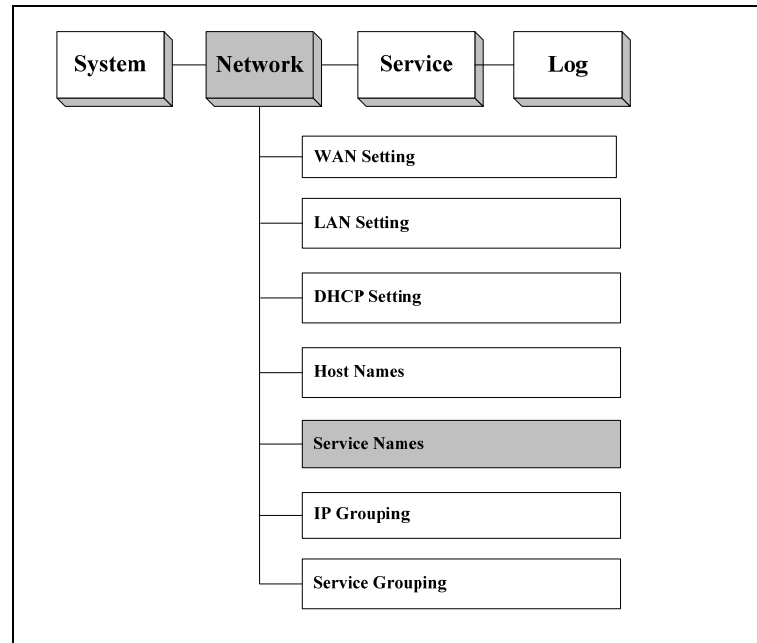 System Network Service Log
WAN Setting
LAN Setting
DHCP Setting
Host Names
Service Names
IP Grouping
Service Grouping